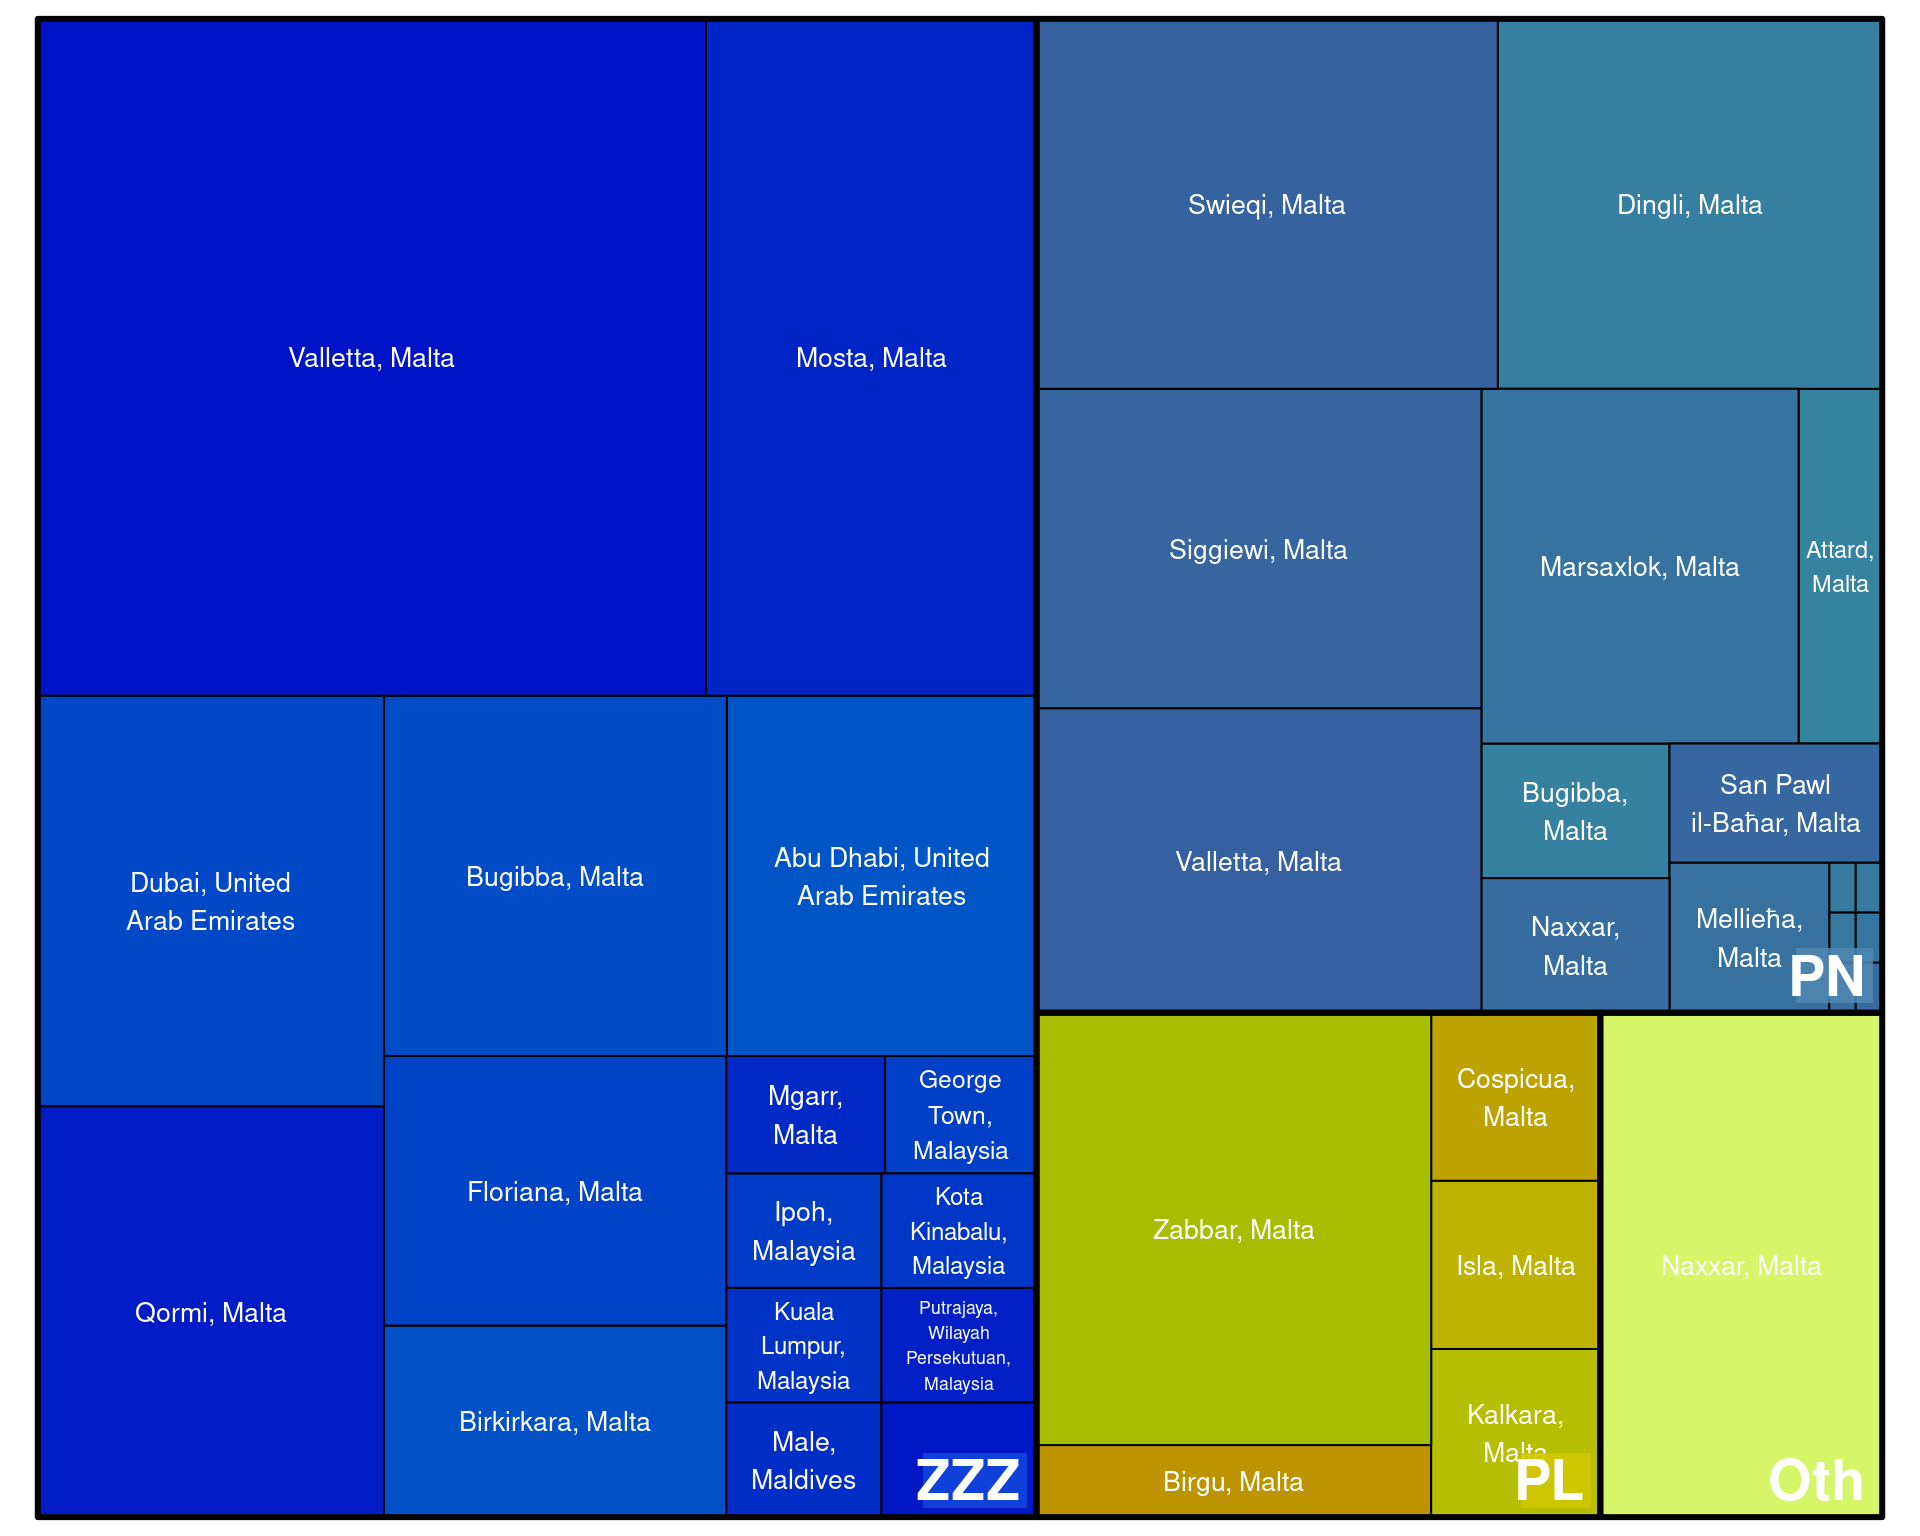 Valletta, Malta
Mosta, Malta
Dubai, United
Arab Emirates
Bugibba, Malta
Abu Dhabi, United
Arab Emirates
Qormi, Malta
Floriana, Malta
Birkirkara, Malta
Mgarr,
Malta
George
Town,
Malaysia
Ipoh,
Malaysia
Kota
Kinabalu,
Malaysia
Kuala
Lumpur,
Malaysia
Putrajaya,
Wilayah
Persekutuan,
Malaysia
Male,
Maldives
ZZZ
Swieqi, Malta
Dingli, Malta
Siggiewi, Malta
Marsaxlok, Malta
Attard,
Malta
Valletta, Malta
Bugibba,
Malta
San Pawl
il-Baħar, Malta
Naxxar,
Malta
Mellieħa,
Malta
PN
Zabbar, Malta
Birgu, Malta
Cospicua,
Malta
Isla, Malta
Kalkara,
Malta
PL
Naxxar, Malta
Oth